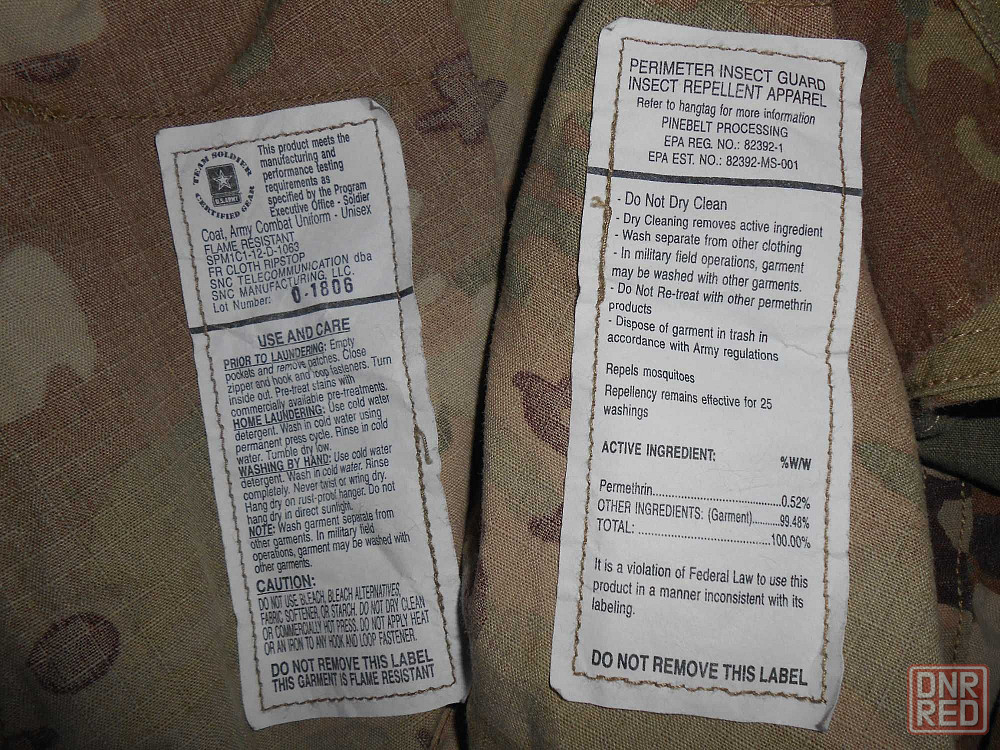 TEAM SOLDIER
U.S. ARMY
CERTIFIED GEAR
This product meets the
manufacturing and
performance testing
requirements as
specified by the Program
Executive Office - Soldier
Coat, Army Combat Uniform - Unisex
FLAME RESISTANT
SPM1C1-12-D-1063
FR CLOTH RIPSTOP
SNC TELECOMMUNICATION dba
SNC MANUFACTURING, LLC.
Lot Number: 0-1806
USE AND CARE
PRIOR TO LAUNDERING: Empty
pockets and remove patches. Close
zipper and hook and loop fasteners. Turn
inside out. Pre-treat stains with
commercially available pre-treatments.
HOME LAUNDERING: Use cold water
detergent. Wash in cold water using
permanent press cycle. Rinse in cold
water. Tumble dry low.
WASHING BY HAND: Use cold water
detergent. Wash in cold water. Rinse
completely. Never twist or wring dry.
Hang dry on rust-proof hanger. Do not
hang dry in direct sunlight.
NOTE: Wash garment separate from
other garments. In military field
operations, garment may be washed with
other garments.
CAUTION:
DO NOT USE BLEACH, BLEACH ALTERNATIVES,
FABRIC SOFTENER, OR STARCH. DO NOT DRY CLEAN
OR COMMERCIALLY HOT PRESS. DO NOT APPLY HEAT
OR AN IRON TO ANY HOOK AND LOOP FASTENER.
DO NOT REMOVE THIS LABEL
THIS GARMENT IS FLAME RESISTANT
PERIMETER INSECT GUARD
INSECT REPELLENT APPAREL
Refer to hangtag for more information
PINEBELT PROCESSING
EPA REG. NO.: 82392-1
EPA EST. NO.: 82392-MS-001
- Do Not Dry Clean
- Dry Cleaning removes active ingredient
- Wash separate from other clothing
- In military field operations, garment
may be washed with other garments.
- Do Not Re-treat with other permethrin
products
- Dispose of garment in trash in
accordance with Army regulations
Repels mosquitoes
Repellency remains effective for 25
washings
ACTIVE INGREDIENT: %W/W
Permethrin..............................0.52%
OTHER INGREDIENTS: (Garment)..........99.48%
TOTAL: ..............................100.00%
It is a violation of Federal Law to use this
product in a manner inconsistent with its
labeling.
DO NOT REMOVE THIS LABEL
DNR
RED